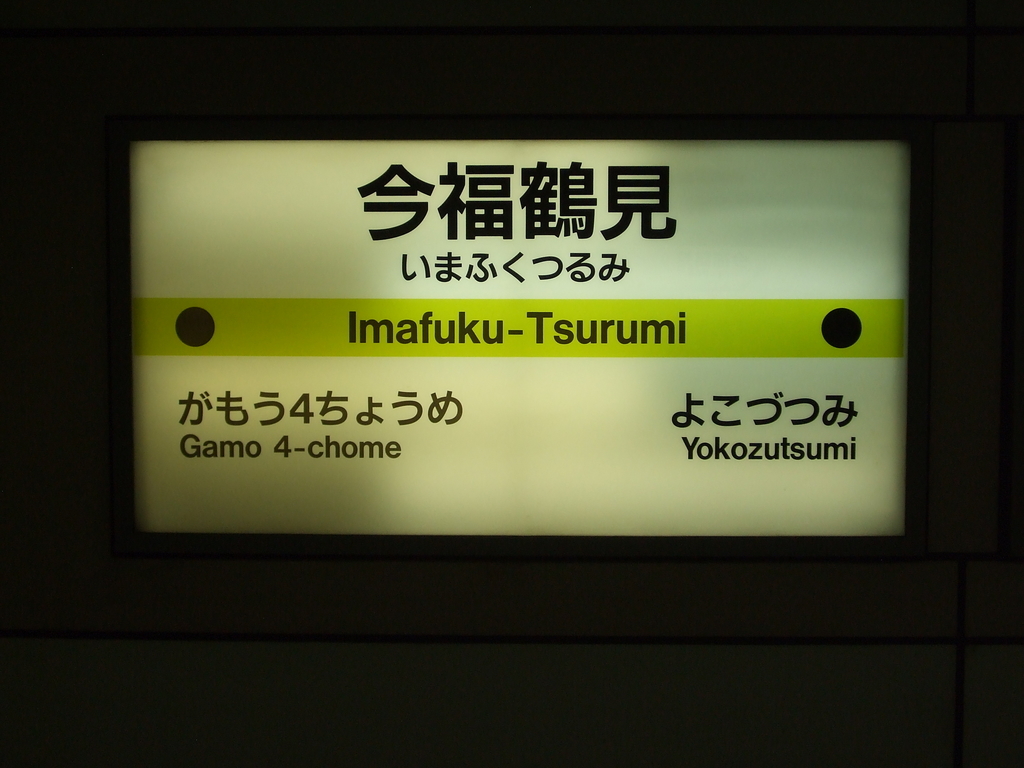 今福鶴見
いまふくつるみ
Imafuku-Tsurumi
がもう4ちょうめ
Gamo 4-chome
よこづつみ
Yokozutsumi